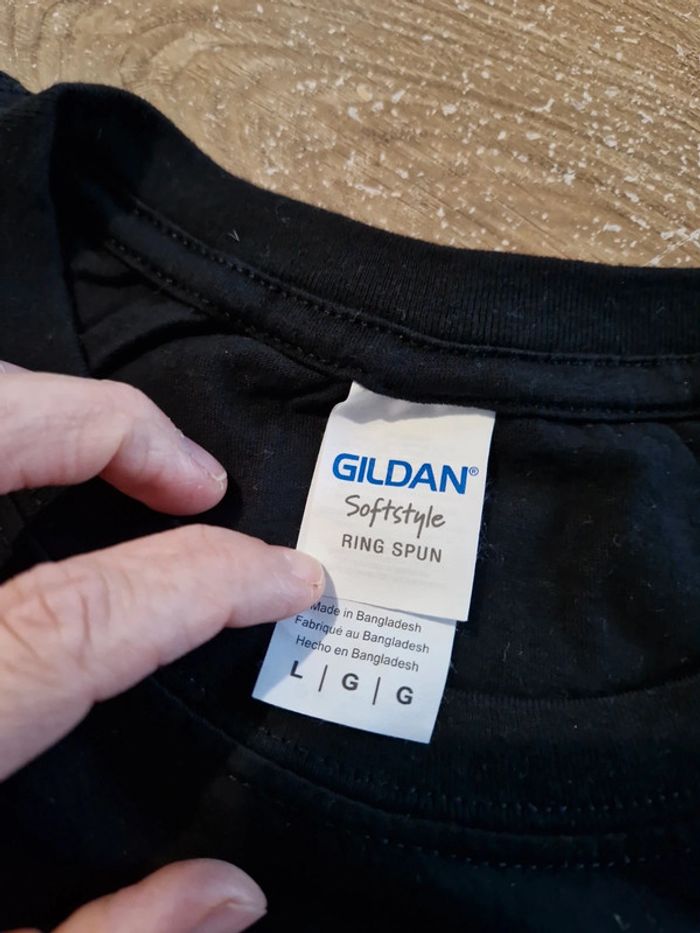 GILDAN®
Softstyle
RING SPUN
Made in Bangladesh
Fabriqué au Bangladesh
Hecho en Bangladesh
L | G | G